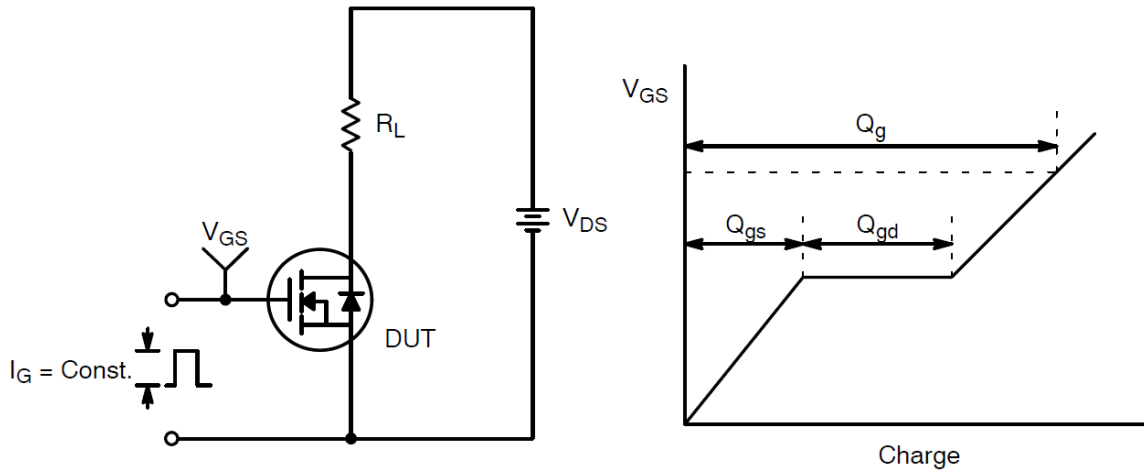 R_L
V_GS
V_DS
DUT
I_G = Const.
V_GS
Q_g
Q_gs
Q_gd
Charge